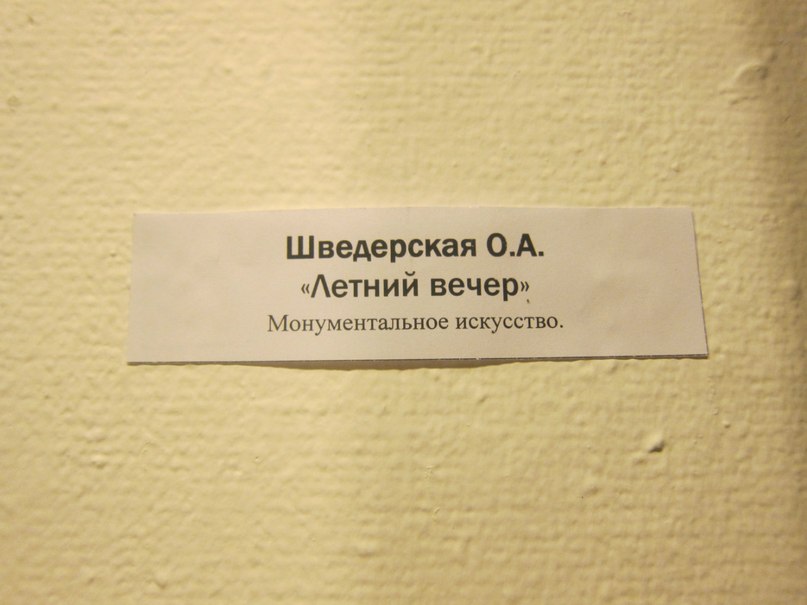 Шведерская О.А.
«Летний вечер»
Монументальное искусство.